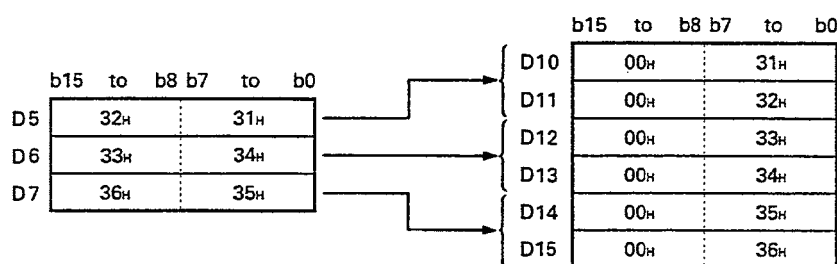 b15 to b8 b7 to b0
D5 32H 31H
D6 33H 34H
D7 36H 35H
b15 to b8 b7 to b0
D10 00H 31H
D11 00H 32H
D12 00H 33H
D13 00H 34H
D14 00H 35H
D15 00H 36H